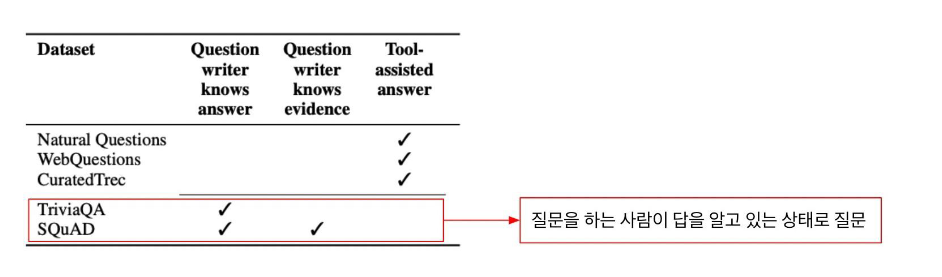 Dataset Question writer knows answer Question writer knows evidence Tool-assisted answer
Natural Questions ✓
WebQuestions ✓
CuratedTrec ✓
TriviaQA ✓
SQuAD ✓ ✓
질문을 하는 사람이 답을 알고 있는 상태로 질문